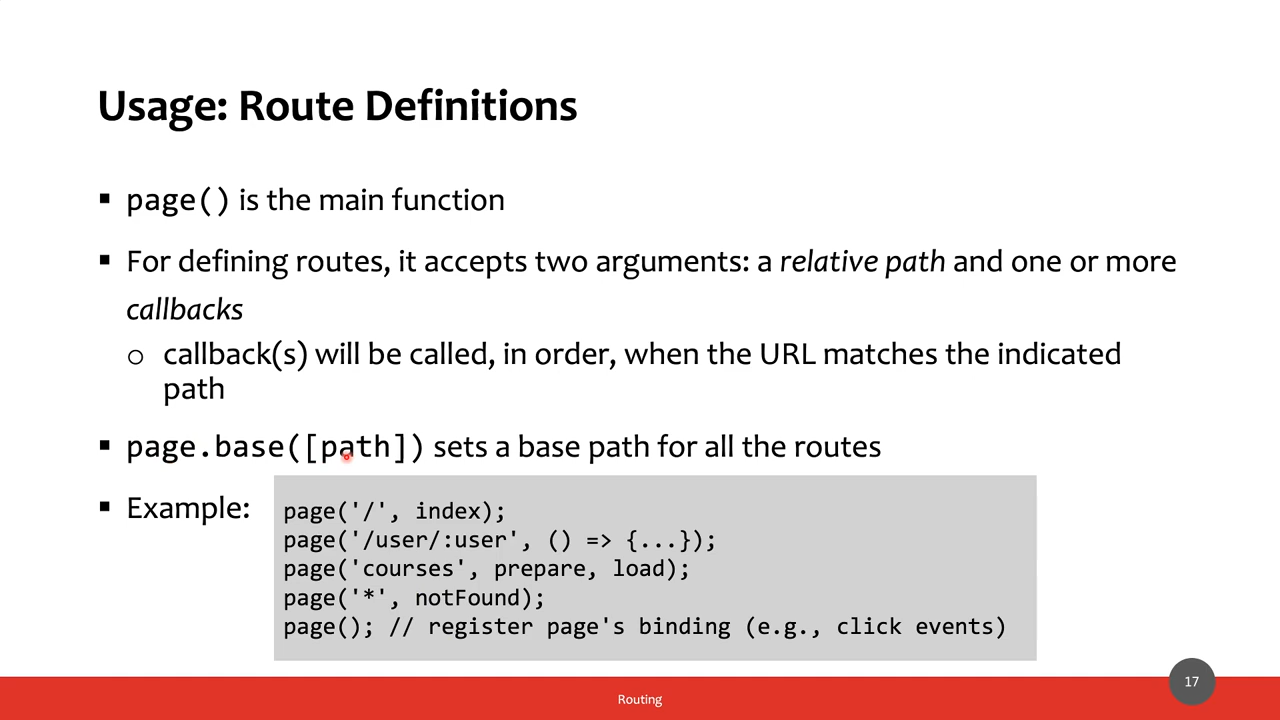 Usage: Route Definitions
▪ page() is the main function
▪ For defining routes, it accepts two arguments: a relative path and one or more
callbacks
o callback(s) will be called, in order, when the URL matches the indicated
path
▪ page.base([path]) sets a base path for all the routes
▪ Example:
page('/', index);
page('/user/:user', () => {...});
page('courses', prepare, load);
page('*', notFound);
page(); // register page's binding (e.g., click events)
17
Routing